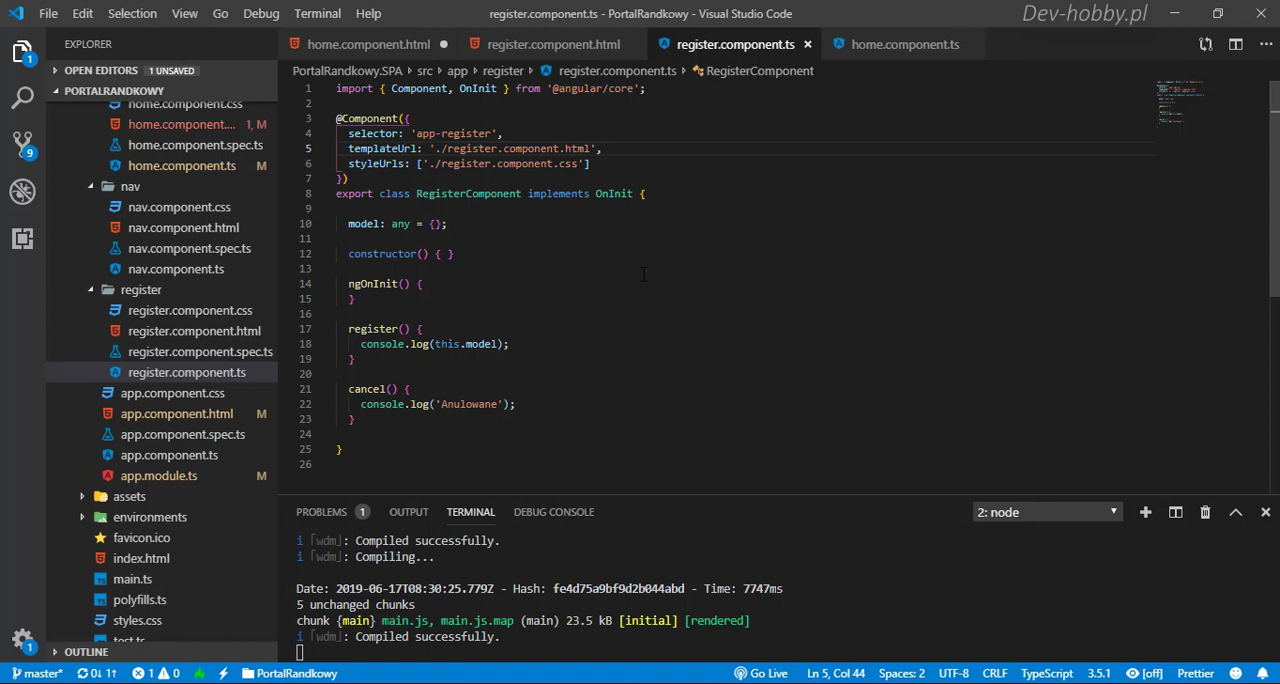 File Edit Selection View Go Debug Terminal Help
register.component.ts - PortalRandkowy - Visual Studio Code
Dev-hobby.pl
EXPLORER
home.component.html
register.component.html
register.component.ts
home.component.ts
OPEN EDITORS 1 UNSAVED
PORTALRANDKOWY
home.component.css
home.component.... 1, M
home.component.spec.ts
home.component.ts M
nav
nav.component.css
nav.component.html
nav.component.spec.ts
nav.component.ts
register
register.component.css
register.component.html
register.component.spec.ts
register.component.ts
app.component.css
app.component.html M
app.component.spec.ts
app.component.ts
app.module.ts M
assets
environments
favicon.ico
index.html
main.ts
polyfills.ts
styles.css
test.ts
OUTLINE
1
9
1
PortalRandkowy.SPA › src › app › register › register.component.ts › RegisterComponent
1 import { Component, OnInit } from '@angular/core';
2
3 @Component({
4 selector: 'app-register',
5 templateUrl: './register.component.html',
6 styleUrls: ['./register.component.css']
7 })
8 export class RegisterComponent implements OnInit {
9
10 model: any = {};
11
12 constructor() { }
13
14 ngOnInit() {
15 }
16
17 register() {
18 console.log(this.model);
19 }
20
21 cancel() {
22 console.log('Anulowane');
23 }
24
25 }
26
PROBLEMS 1 OUTPUT TERMINAL DEBUG CONSOLE
2: node
i ｢wdm｣: Compiled successfully.
i ｢wdm｣: Compiling...
Date: 2019-06-17T08:30:25.779Z - Hash: fe4d75a9bf9d2b044abd - Time: 7747ms
5 unchanged chunks
chunk {main} main.js, main.js.map (main) 23.5 kB [initial] [rendered]
i ｢wdm｣: Compiled successfully.
master* 0↓ 1↑ 1 0 PortalRandkowy
Go Live Ln 5, Col 44 Spaces: 2 UTF-8 CRLF TypeScript 3.5.1 [off] Prettier